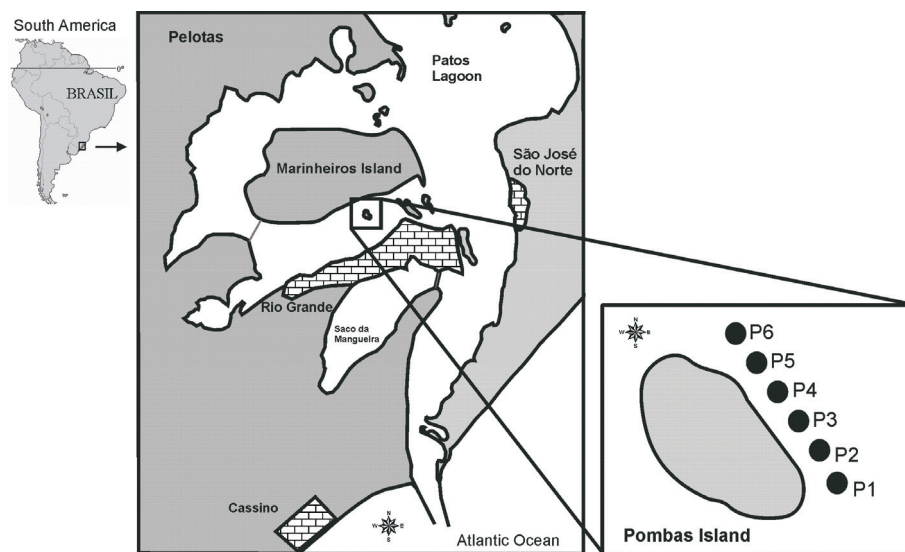 South America
0°
BRASIL
Pelotas
Patos
Lagoon
Marinheiros Island
São José
do Norte
Rio Grande
Saco da
Mangueira
Cassino
N
W
E
S
Atlantic Ocean
N
W
E
S
P6
P5
P4
P3
P2
P1
Pombas Island